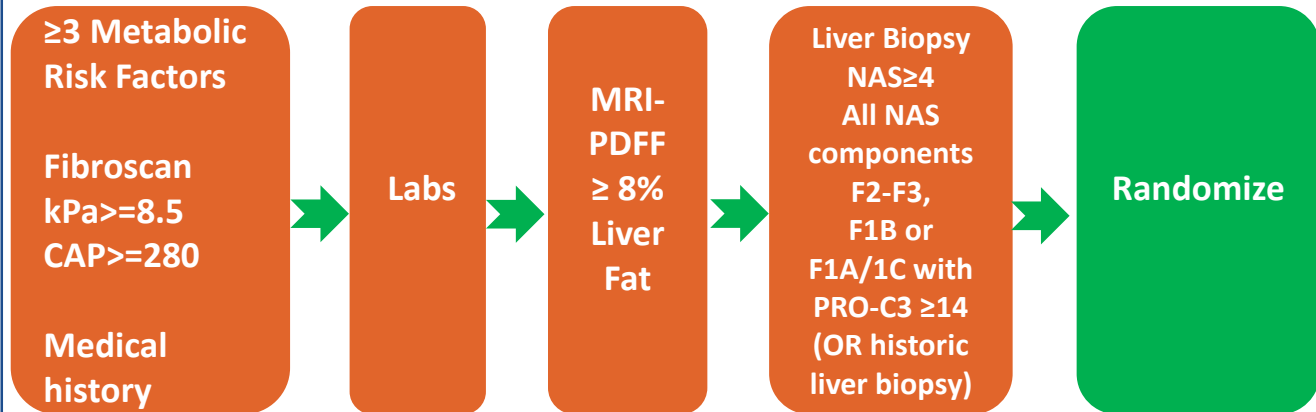 ≥3 Metabolic
Risk Factors
Fibroscan
kPa>=8.5
CAP>=280
Medical
history
Labs
MRI-
PDFF
≥ 8%
Liver
Fat
Liver Biopsy
NAS≥4
All NAS
components
F2-F3,
F1B or
F1A/1C with
PRO-C3 ≥14
(OR historic
liver biopsy)
Randomize